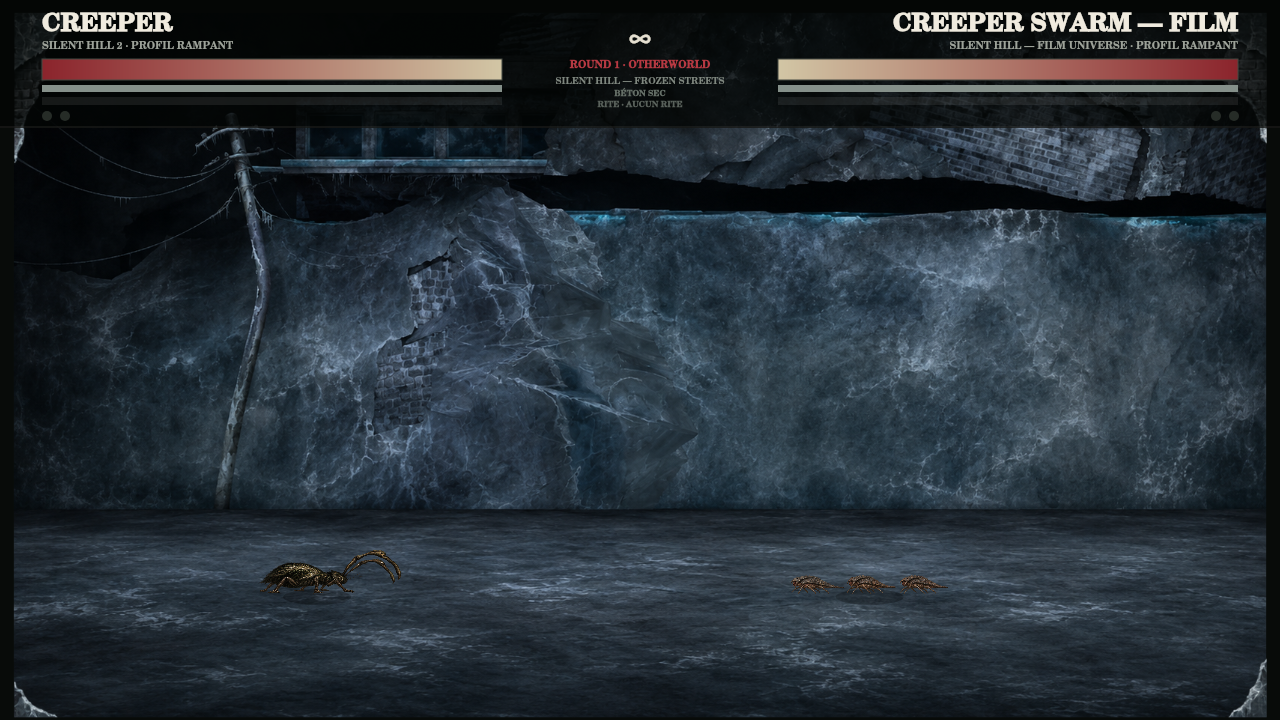 CREEPER
SILENT HILL 2 · PROFIL RAMPANT
∞
ROUND 1 · OTHERWORLD
SILENT HILL — FROZEN STREETS
BÉTON SEC
RITE · AUCUN RITE
CREEPER SWARM — FILM
SILENT HILL — FILM UNIVERSE · PROFIL RAMPANT